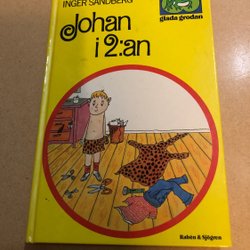 INGER SANDBERG
Johan
i 2:an
glada grodan
Rabén & Sjögren